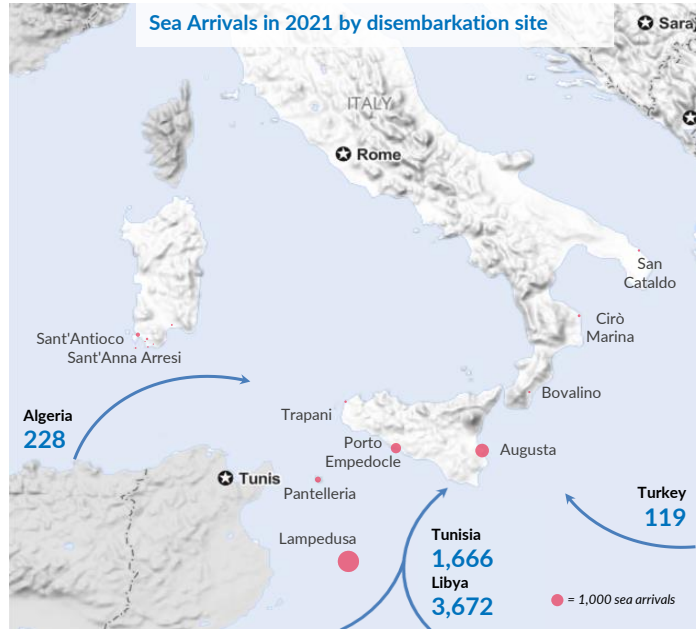 Sea Arrivals in 2021 by disembarkation site
Sara
ITALY
Rome
San
Cataldo
Cirò
Marina
Sant'Antioco
Sant'Anna Arresi
Bovalino
Algeria
228
Trapani
Porto
Empedocle
Augusta
Tunis
Pantelleria
Turkey
119
Lampedusa
Tunisia
1,666
Libya
3,672
= 1,000 sea arrivals